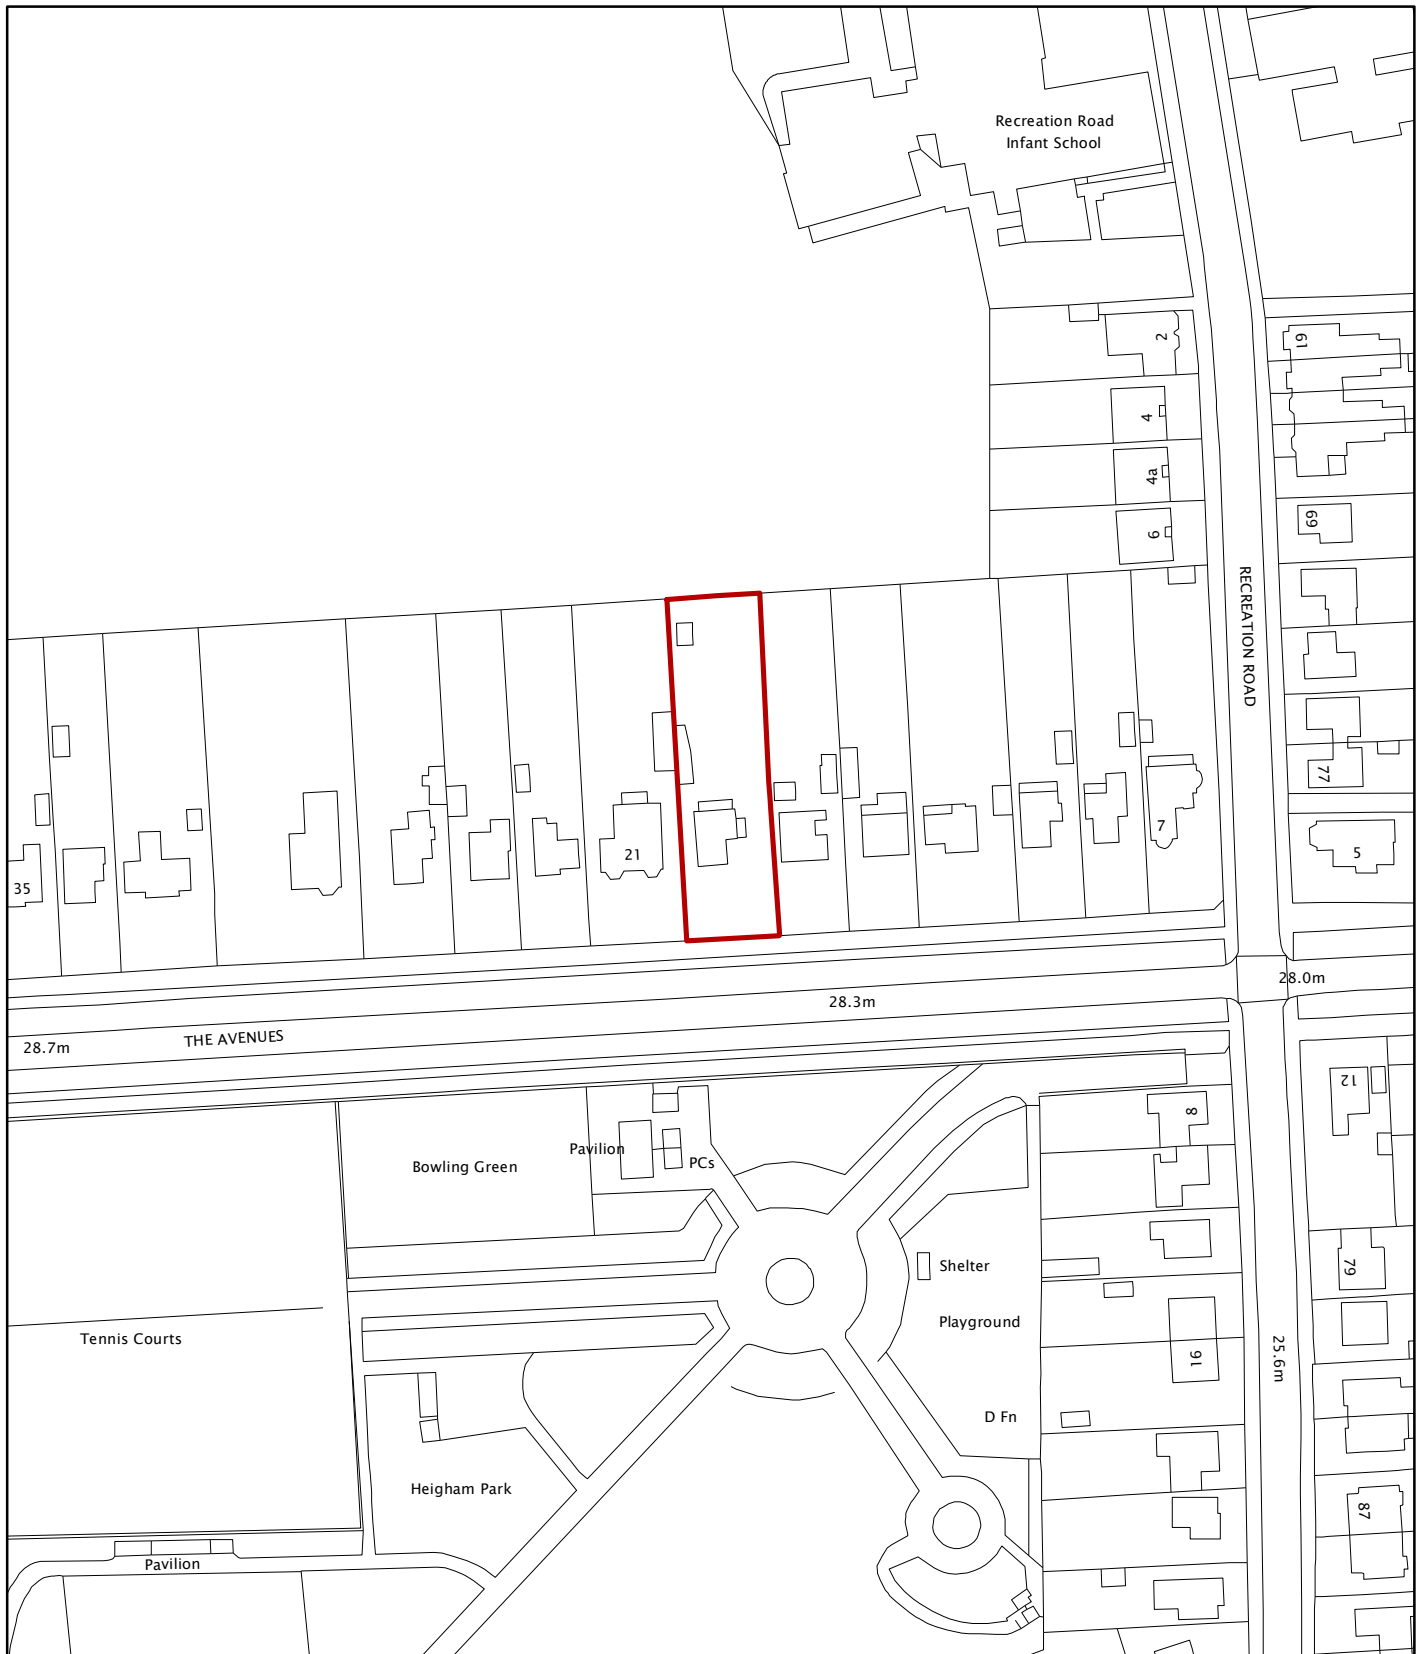 Recreation Road
Infant School
2
61
4
4a
69
6
RECREATION ROAD
77
7
5
21
35
28.0m
28.3m
THE AVENUES
28.7m
12
8
Pavilion
PCs
Bowling Green
79
Shelter
Playground
Tennis Courts
25.6m
16
D Fn
Heigham Park
87
Pavilion